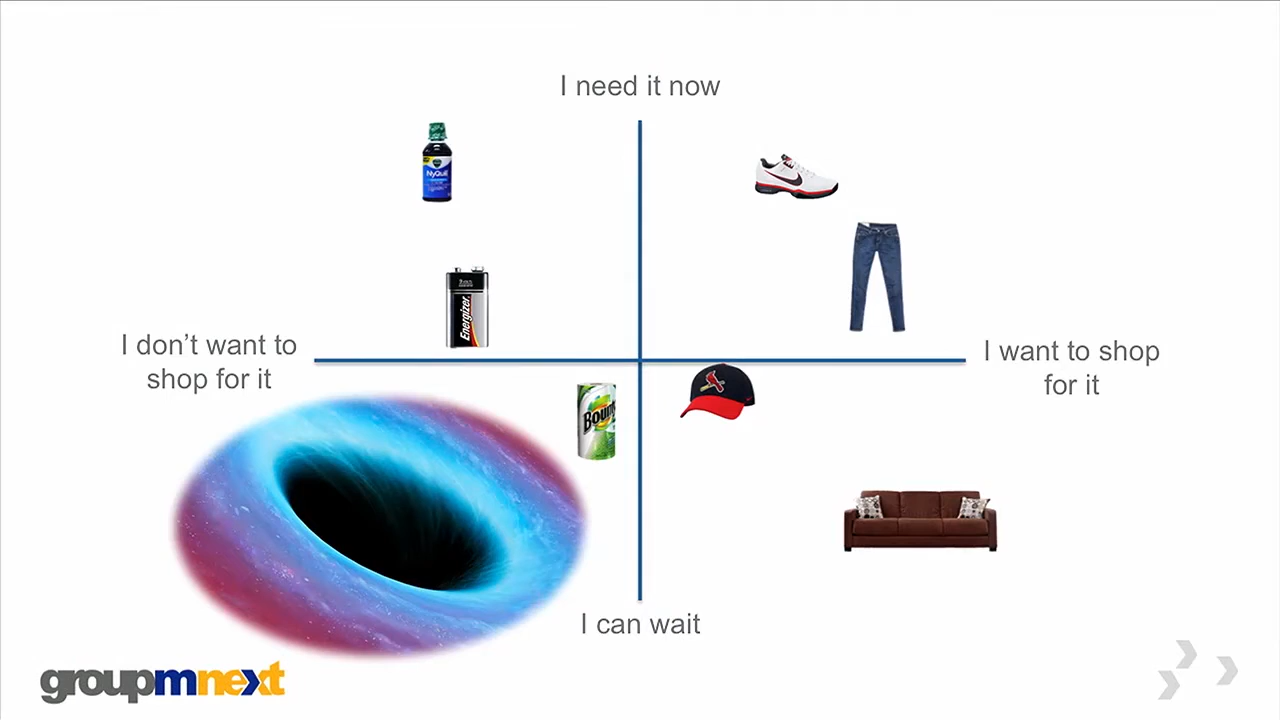 I need it now
NyQuil
Energizer
I don’t want to
shop for it
I want to shop
for it
Bounty
I can wait
groupmnext